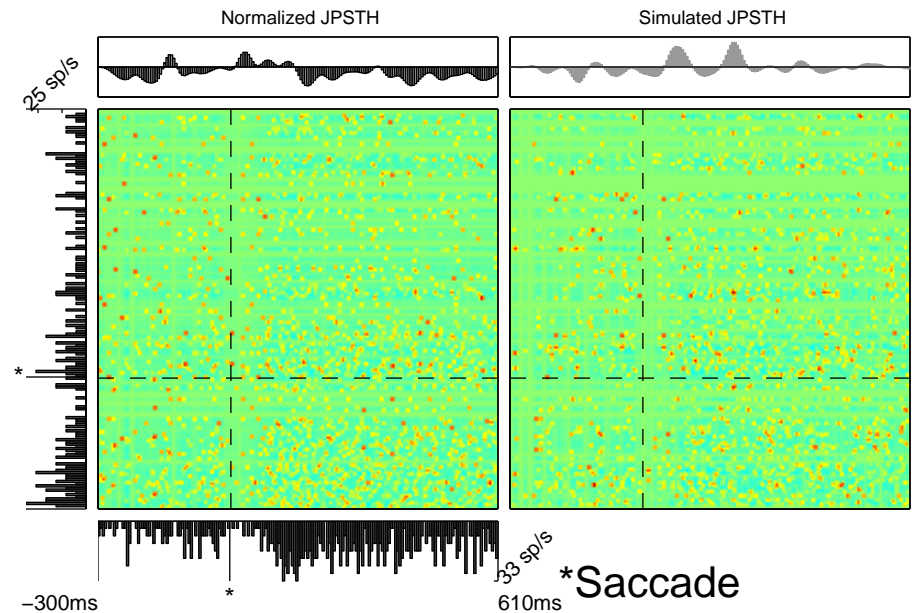 Normalized JPSTH
Simulated JPSTH
25 sp/s
*
33 sp/s
*Saccade
−300ms
*
610ms